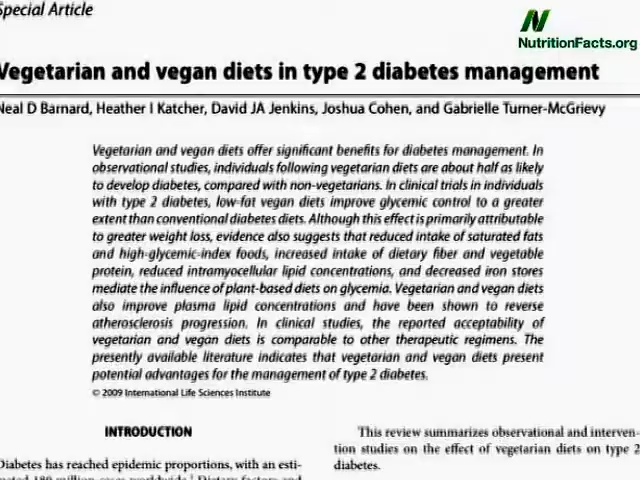 Special Article
NutritionFacts.org
Vegetarian and vegan diets in type 2 diabetes management
Neal D Barnard, Heather I Katcher, David JA Jenkins, Joshua Cohen, and Gabrielle Turner-McGrievy
Vegetarian and vegan diets offer significant benefits for diabetes management. In
observational studies, individuals following vegetarian diets are about half as likely
to develop diabetes, compared with non-vegetarians. In clinical trials in individuals
with type 2 diabetes, low-fat vegan diets improve glycemic control to a greater
extent than conventional diabetes diets. Although this effect is primarily attributable
to greater weight loss, evidence also suggests that reduced intake of saturated fats
and high-glycemic-index foods, increased intake of dietary fiber and vegetable
protein, reduced intramyocellular lipid concentrations, and decreased iron stores
mediate the influence of plant-based diets on glycemia. Vegetarian and vegan diets
also improve plasma lipid concentrations and have been shown to reverse
atherosclerosis progression. In clinical studies, the reported acceptability of
vegetarian and vegan diets is comparable to other therapeutic regimens. The
presently available literature indicates that vegetarian and vegan diets present
potential advantages for the management of type 2 diabetes.
© 2009 International Life Sciences Institute
INTRODUCTION
Diabetes has reached epidemic proportions, with an esti-
This review summarizes observational and interven-
tion studies on the effect of vegetarian diets on type 2
diabetes.